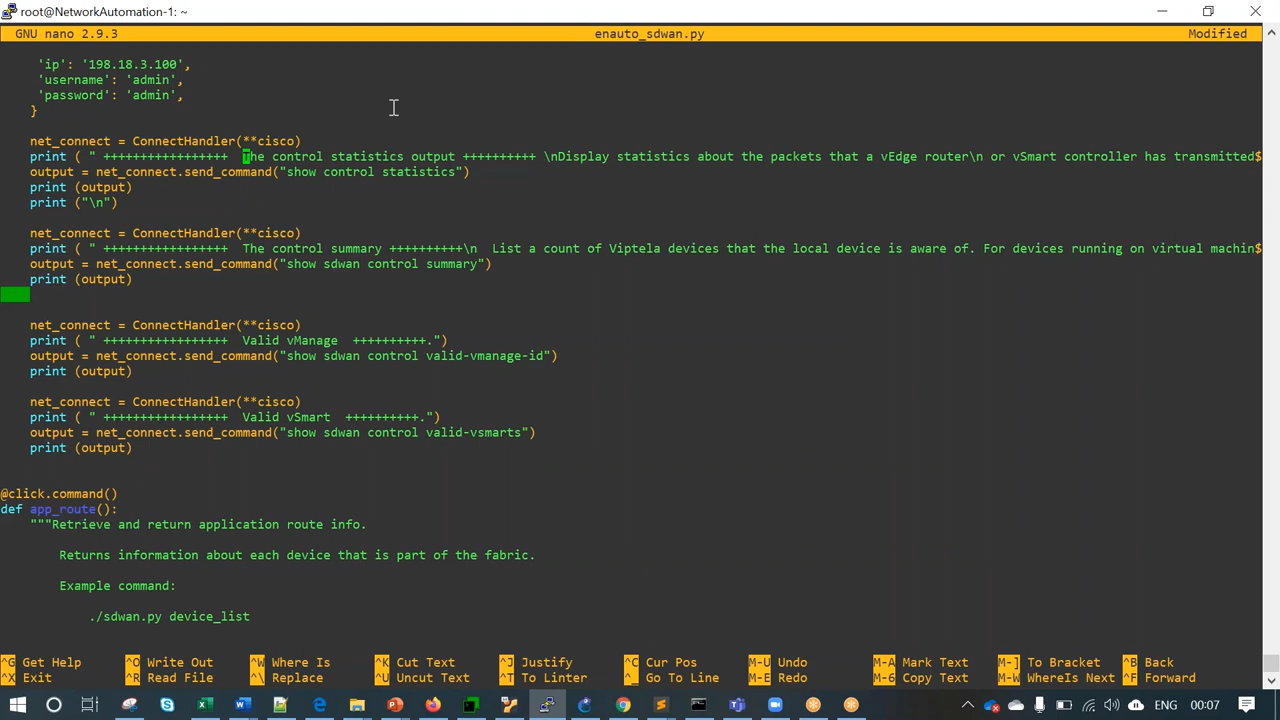 root@NetworkAutomation-1: ~
GNU nano 2.9.3 enauto_sdwan.py Modified
'ip': '198.18.3.100',
'username': 'admin',
'password': 'admin',
}
net_connect = ConnectHandler(**cisco)
print ( " +++++++++++++++++ The control statistics output ++++++++++ \nDisplay statistics about the packets that a vEdge router\n or vSmart controller has transmitted$
output = net_connect.send_command("show control statistics")
print (output)
print ("\n")
net_connect = ConnectHandler(**cisco)
print ( " +++++++++++++++++ The control summary ++++++++++\n List a count of Viptela devices that the local device is aware of. For devices running on virtual machin$
output = net_connect.send_command("show sdwan control summary")
print (output)
net_connect = ConnectHandler(**cisco)
print ( " +++++++++++++++++ Valid vManage ++++++++++.")
output = net_connect.send_command("show sdwan control valid-vmanage-id")
print (output)
net_connect = ConnectHandler(**cisco)
print ( " +++++++++++++++++ Valid vSmart ++++++++++.")
output = net_connect.send_command("show sdwan control valid-vsmarts")
print (output)
@click.command()
def app_route():
"""Retrieve and return application route info.
Returns information about each device that is part of the fabric.
Example command:
./sdwan.py device_list
^G Get Help ^O Write Out ^W Where Is ^K Cut Text ^J Justify ^C Cur Pos M-U Undo M-A Mark Text M-] To Bracket ^B Back
^X Exit ^R Read File ^\ Replace ^U Uncut Text ^T To Linter ^_ Go To Line M-E Redo M-6 Copy Text M-W WhereIs Next ^F Forward
ENG 00:07